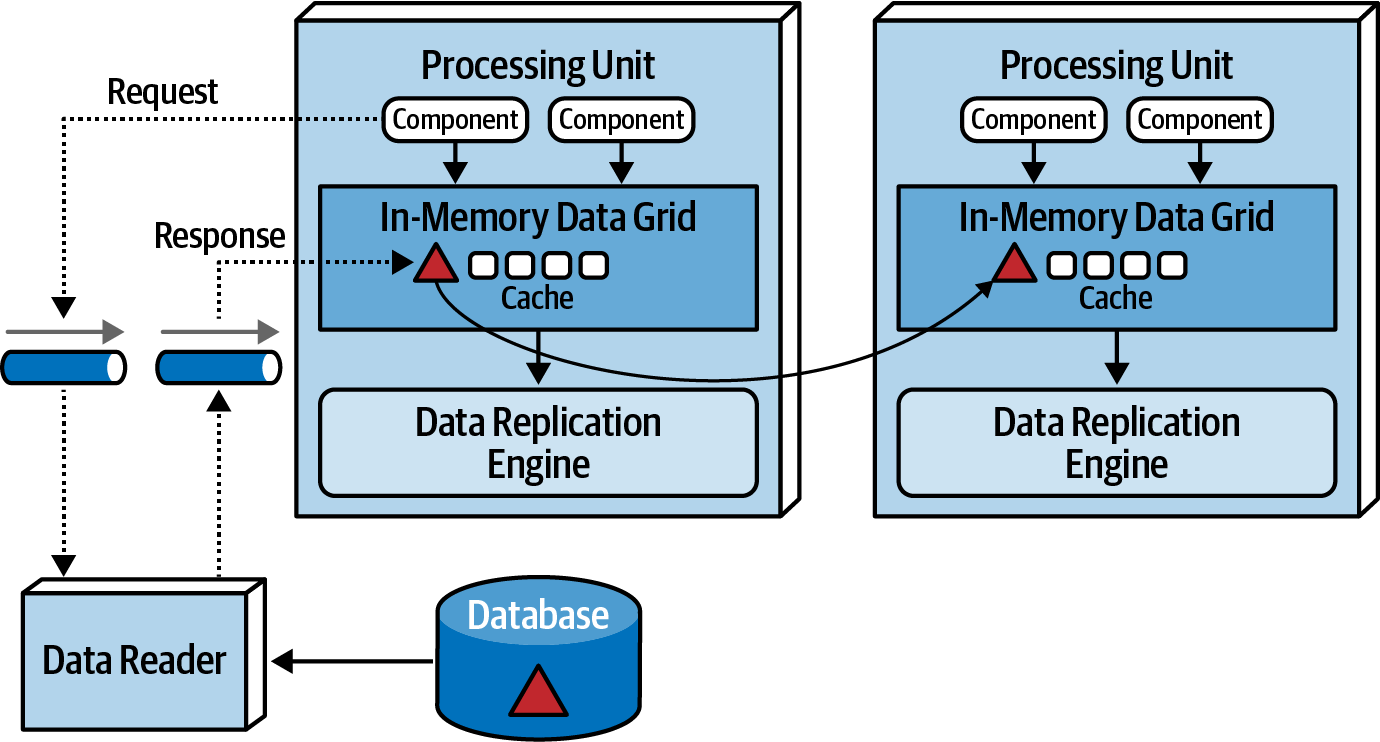 Processing Unit
Processing Unit
Request
Component
Component
Component
Component
In-Memory Data Grid
In-Memory Data Grid
Response
Cache
Cache
Data Replication
Engine
Data Replication
Engine
Database
Data Reader